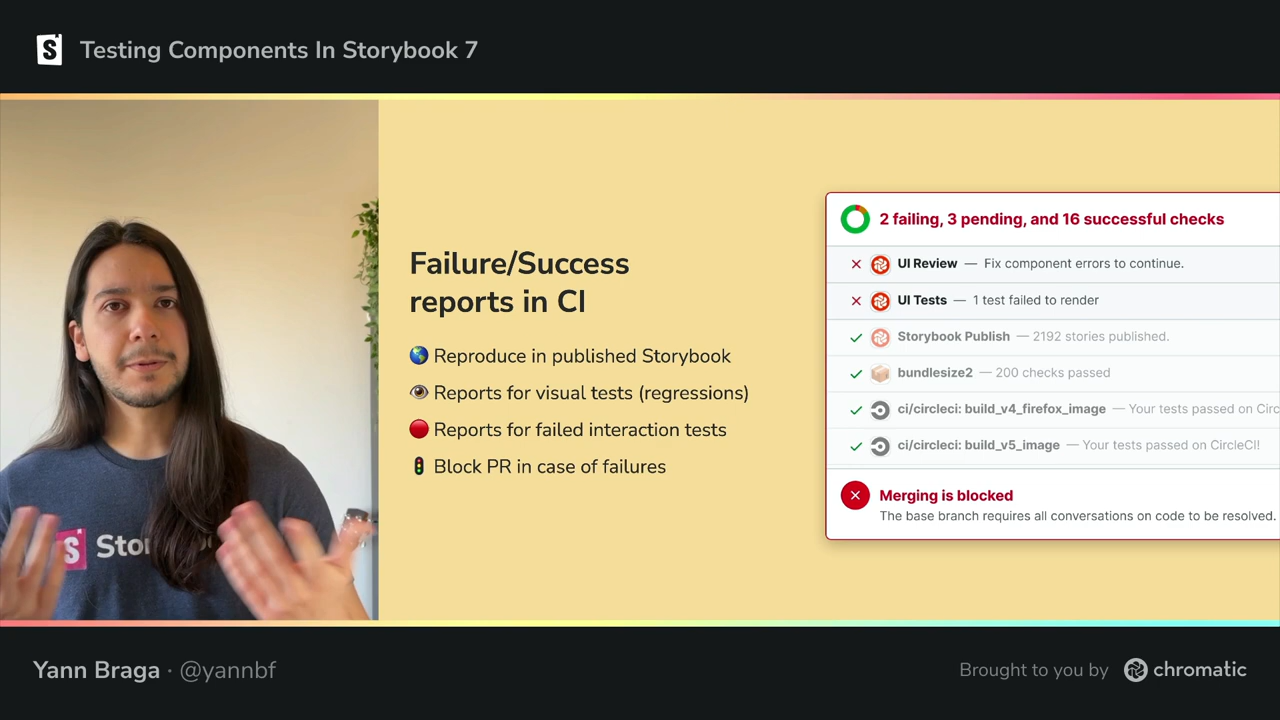 Testing Components In Storybook 7
Failure/Success
reports in CI
Reproduce in published Storybook
Reports for visual tests (regressions)
Reports for failed interaction tests
Block PR in case of failures
2 failing, 3 pending, and 16 successful checks
UI Review — Fix component errors to continue.
UI Tests — 1 test failed to render
Storybook Publish — 2192 stories published.
bundlesize2 — 200 checks passed
ci/circleci: build_v4_firefox_image — Your tests passed on Circ
ci/circleci: build_v5_image — Your tests passed on CircleCI!
Merging is blocked
The base branch requires all conversations on code to be resolved.
S Sto
Yann Braga · @yannbf
Brought to you by chromatic